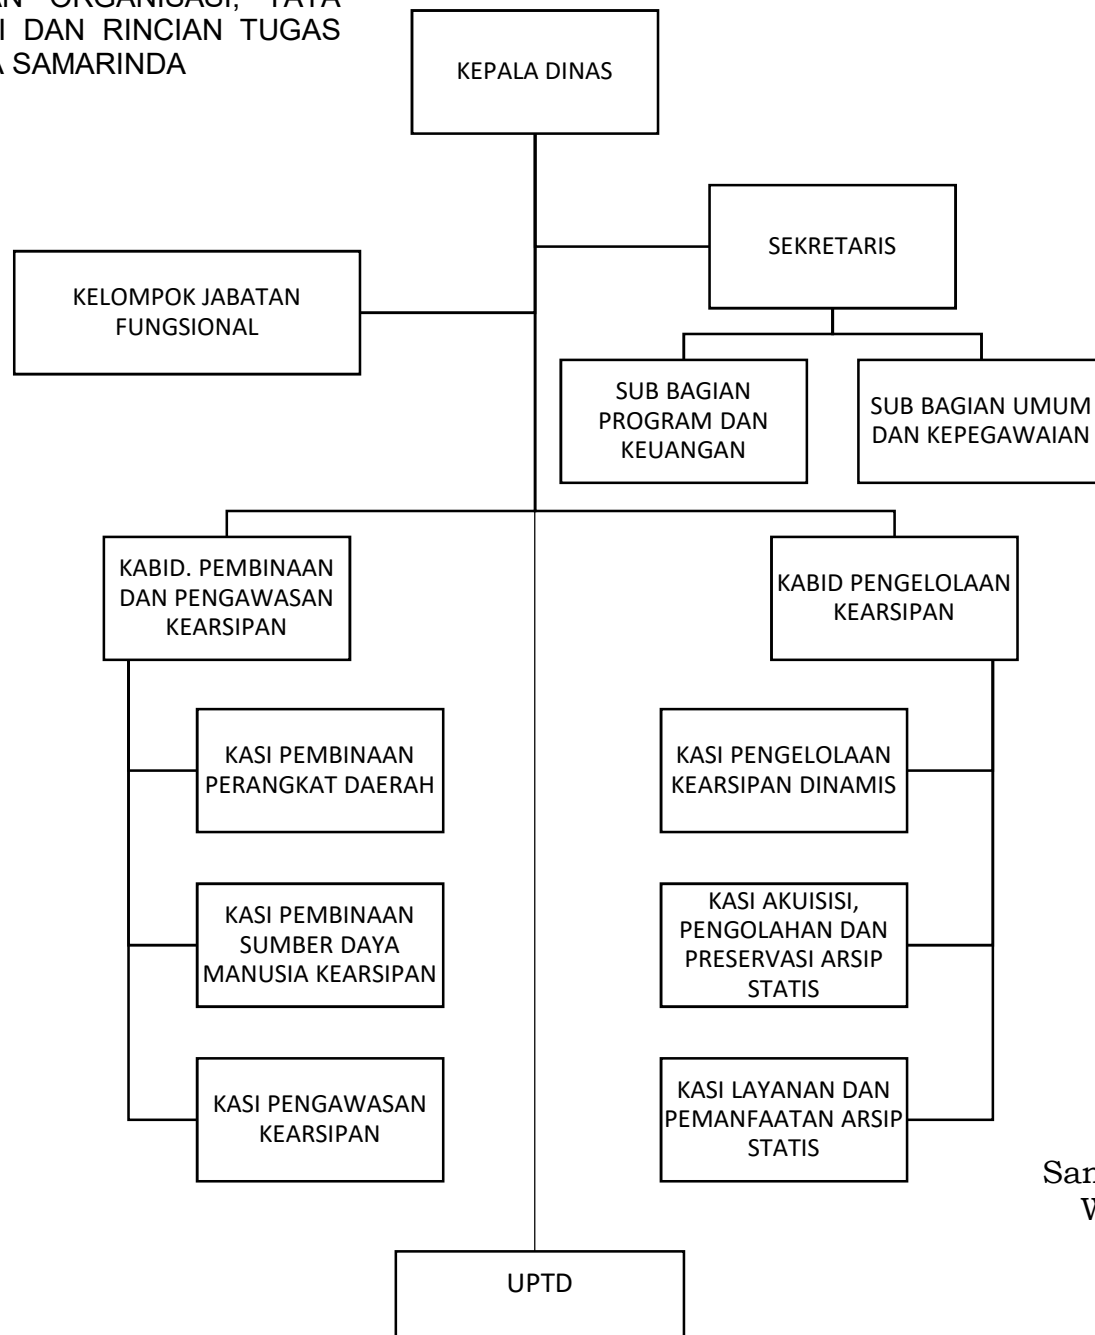 ORGANISASI, TATA
DAN RINCIAN TUGAS
SAMARINDA
KEPALA DINAS
SEKRETARIS
KELOMPOK JABATAN
FUNGSIONAL
SUB BAGIAN
PROGRAM DAN
KEUANGAN
SUB BAGIAN UMUM
DAN KEPEGAWAIAN
KABID. PEMBINAAN
DAN PENGAWASAN
KEARSIPAN
KABID PENGELOLAAN
KEARSIPAN
KASI PEMBINAAN
PERANGKAT DAERAH
KASI PENGELOLAAN
KEARSIPAN DINAMIS
KASI PEMBINAAN
SUMBER DAYA
MANUSIA KEARSIPAN
KASI AKUISISI,
PENGOLAHAN DAN
PRESERVASI ARSIP
STATIS
KASI PENGAWASAN
KEARSIPAN
KASI LAYANAN DAN
PEMANFAATAN ARSIP
STATIS
UPTD